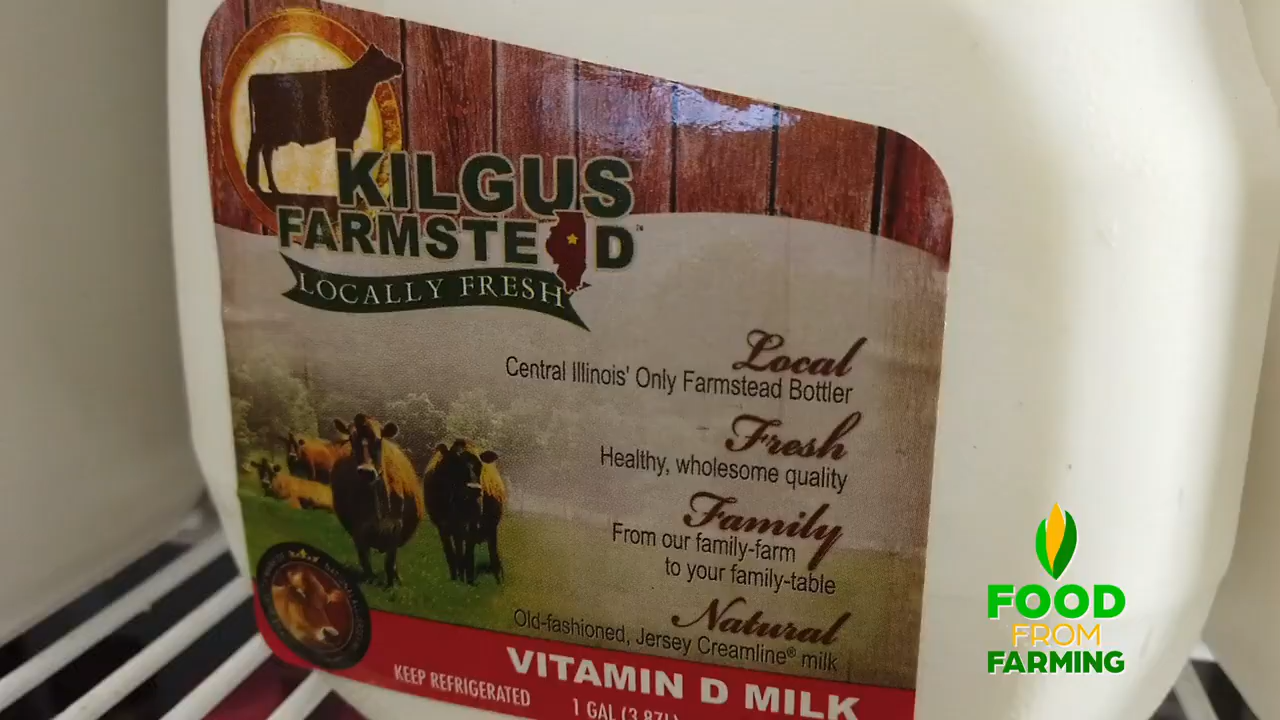 KILGUS
FARMSTEAD
LOCALLY FRESH
Local
Central Illinois' Only Farmstead Bottler
Fresh
Healthy, wholesome quality
Family
From our family-farm
to your family-table
Natural
Old-fashioned, Jersey Creamline® milk
VITAMIN D MILK
KEEP REFRIGERATED
1 GAL (3.87L)
FOOD
FROM
FARMING